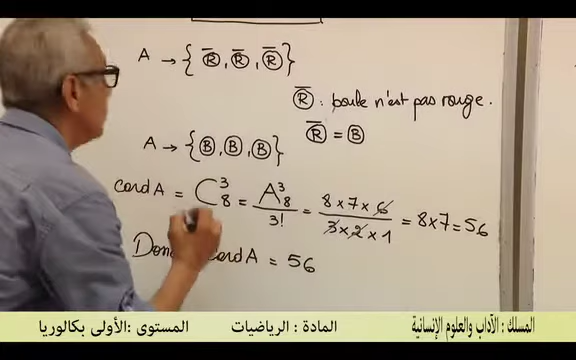 A → { R̅, R̅, R̅ }
R̅ : boule n'est pas rouge.
R̅ = B
A → { B, B, B }
card A = C³₈ = A³₈ / 3! = 8 × 7 × 6 / 3 × 2 × 1 = 8 × 7 = 56
card A = 56
المسلك : الآداب والعلوم الإنسانية المادة : الرياضيات المستوى :الأولى بكالوريا